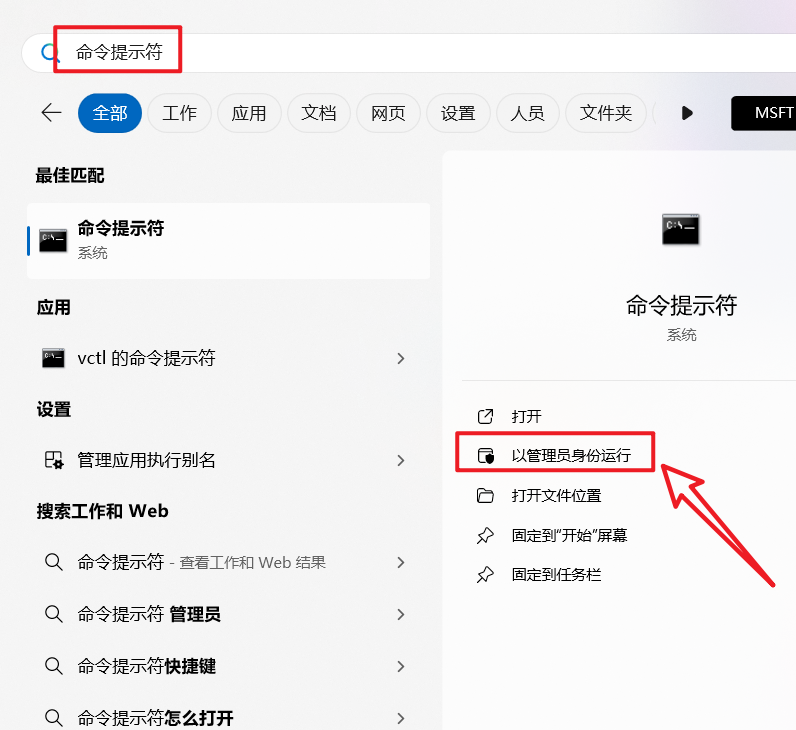 命令提示符
全部 工作 应用 文档 网页 设置 人员 文件夹 MSFT
最佳匹配
命令提示符
系统
应用
vctl 的命令提示符
设置
管理应用执行别名
搜索工作和 Web
命令提示符 - 查看工作和 Web 结果
命令提示符 管理员
命令提示符快捷键
命令提示符怎么打开
命令提示符
系统
打开
以管理员身份运行
打开文件位置
固定到“开始”屏幕
固定到任务栏